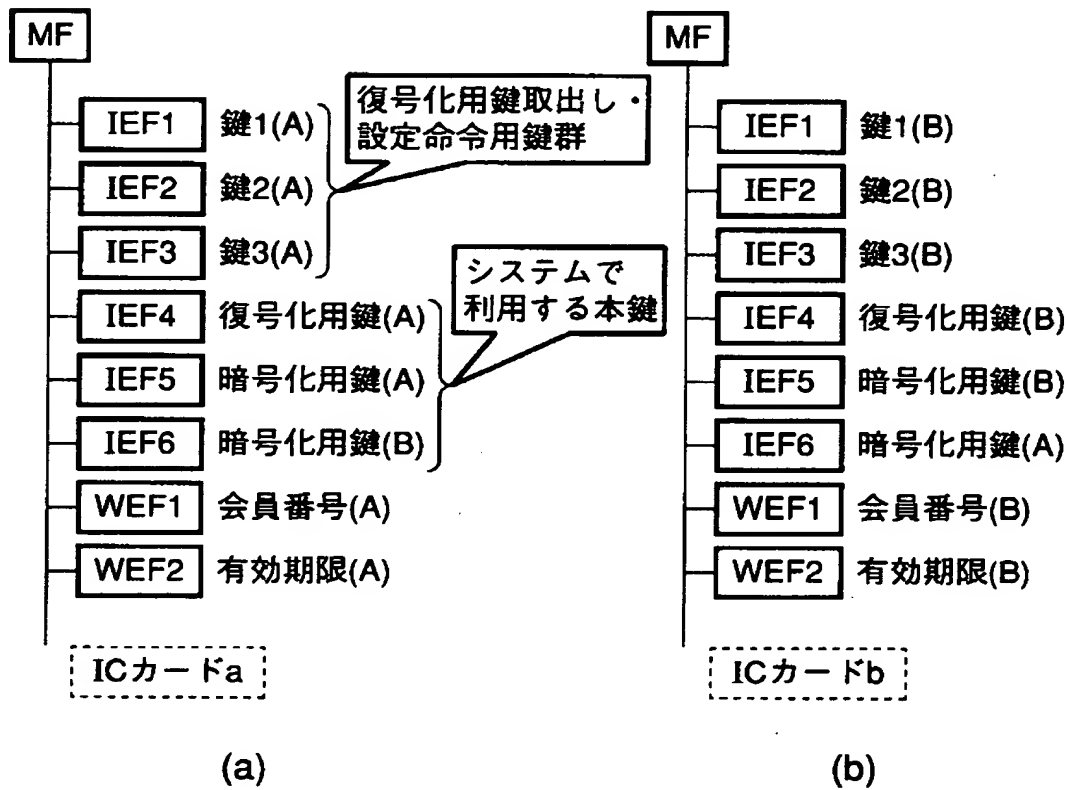 MF
IEF1 鍵1(A)
IEF2 鍵2(A)
IEF3 鍵3(A)
復号化用鍵取出し・
設定命令用鍵群
IEF4 復号化用鍵(A)
IEF5 暗号化用鍵(A)
IEF6 暗号化用鍵(B)
システムで
利用する本鍵
WEF1 会員番号(A)
WEF2 有効期限(A)
ICカードa
(a)
MF
IEF1 鍵1(B)
IEF2 鍵2(B)
IEF3 鍵3(B)
IEF4 復号化用鍵(B)
IEF5 暗号化用鍵(B)
IEF6 暗号化用鍵(A)
WEF1 会員番号(B)
WEF2 有効期限(B)
ICカードb
(b)